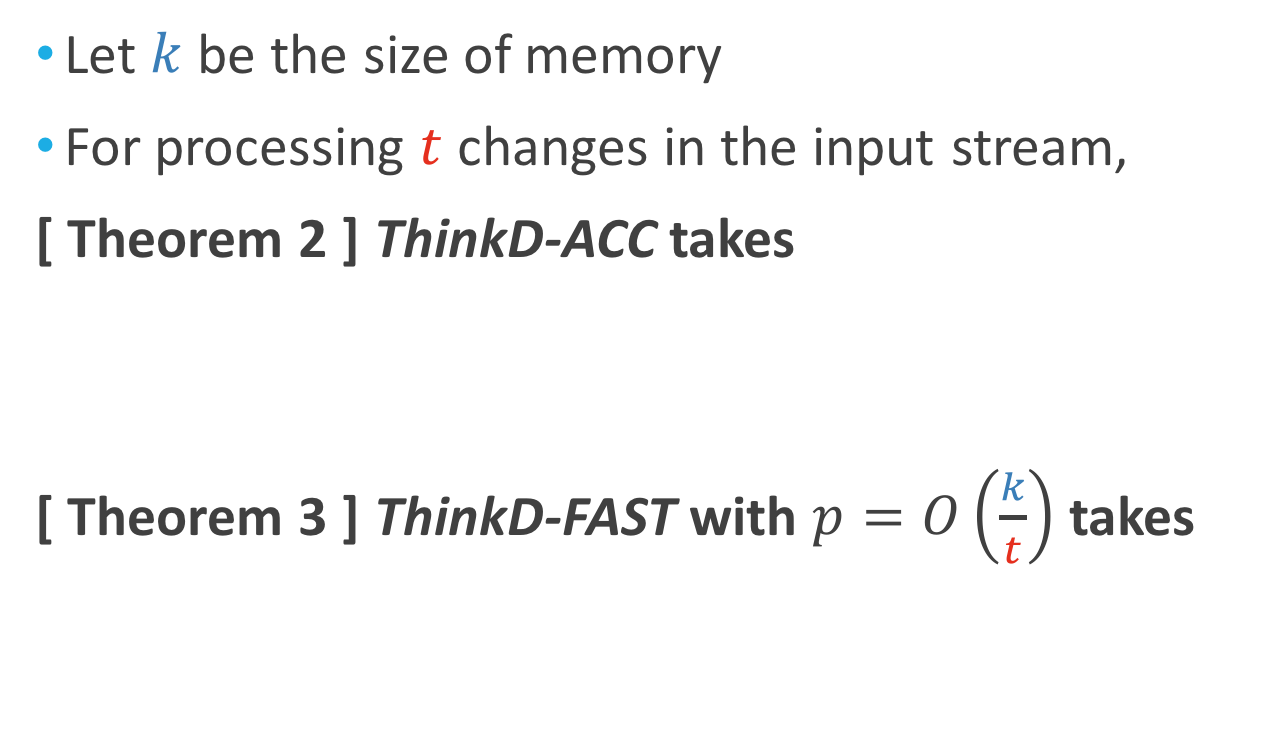 • Let k be the size of memory
• For processing t changes in the input stream,
[ Theorem 2 ] ThinkD-ACC takes
[ Theorem 3 ] ThinkD-FAST with p = O (k/t) takes